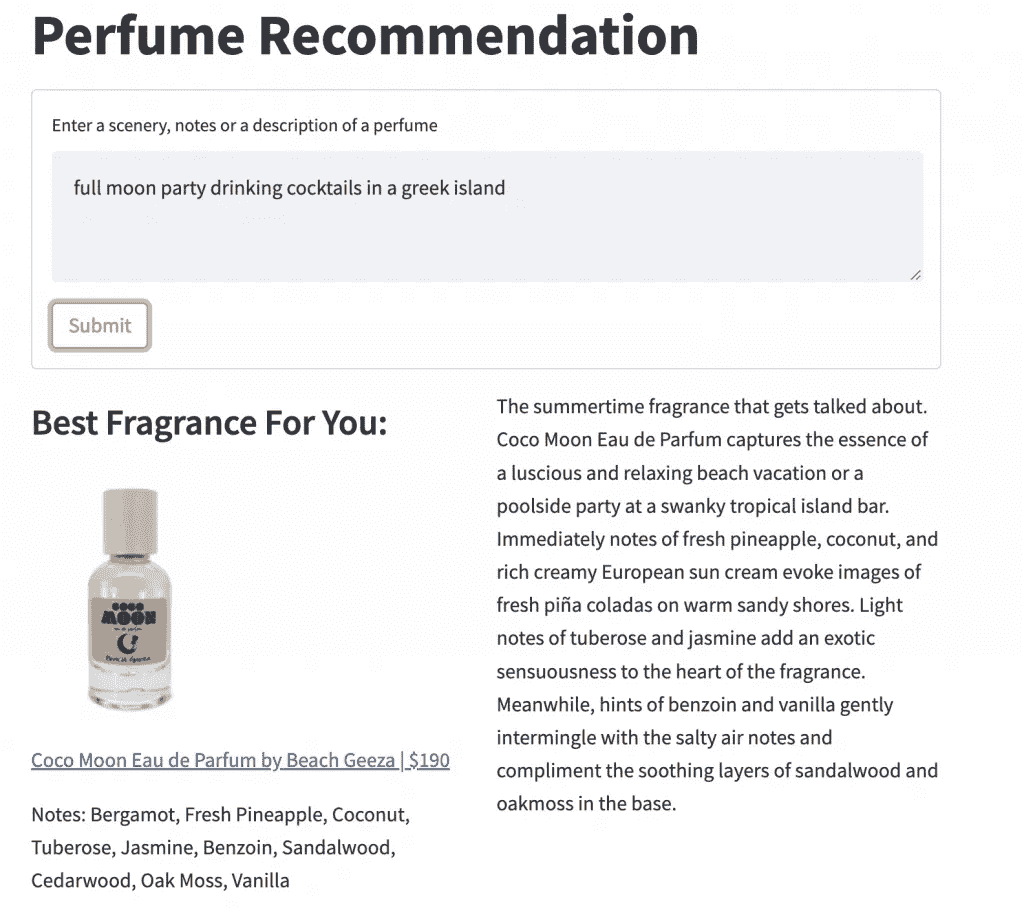 Perfume Recommendation
Enter a scenery, notes or a description of a perfume
full moon party drinking cocktails in a greek island
Submit
Best Fragrance For You:
COCO
MOON
eau de parfum
Coco Moon Eau de Parfum by Beach Geeza | $190
Notes: Bergamot, Fresh Pineapple, Coconut,
Tuberose, Jasmine, Benzoin, Sandalwood,
Cedarwood, Oak Moss, Vanilla
The summertime fragrance that gets talked about.
Coco Moon Eau de Parfum captures the essence of
a luscious and relaxing beach vacation or a
poolside party at a swanky tropical island bar.
Immediately notes of fresh pineapple, coconut, and
rich creamy European sun cream evoke images of
fresh piña coladas on warm sandy shores. Light
notes of tuberose and jasmine add an exotic
sensuousness to the heart of the fragrance.
Meanwhile, hints of benzoin and vanilla gently
intermingle with the salty air notes and
compliment the soothing layers of sandalwood and
oakmoss in the base.